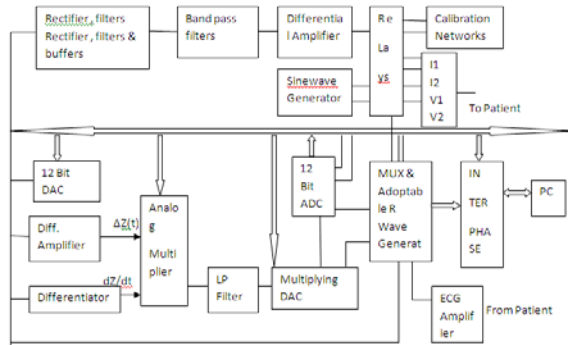 Rectifier, filters
Rectifier, filters &
buffers
Band pass
filters
Differenti
al Amplifier
Re
La
ys
Calibration
Networks
Sinewave
Generator
I1
I2
V1
V2
To Patient
12 Bit
DAC
12
Bit
ADC
MUX &
Adoptab
le R
Wave
Generat
IN
TER
PHA
SE
PC
Diff.
Amplifier
ΔZ(t)
Analo
g
Multi
plier
Differentiator
dZ/dt
LP
Filter
Multiplying
DAC
ECG
Amplif
ier
From Patient